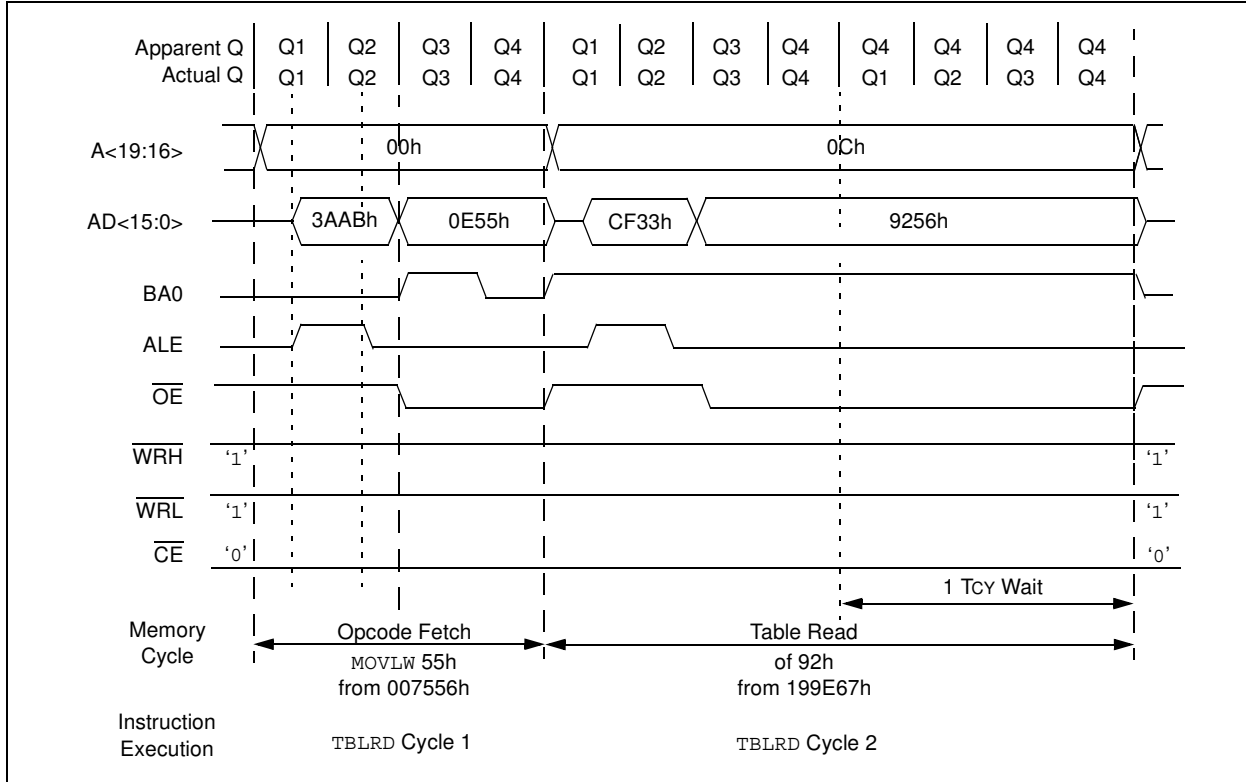 Apparent Q Q1 Q2 Q3 Q4 Q1 Q2 Q3 Q4 Q4 Q4 Q4 Q4
Actual Q Q1 Q2 Q3 Q4 Q1 Q2 Q3 Q4 Q1 Q2 Q3 Q4
A<19:16> 00h 0Ch
AD<15:0> 3AABh 0E55h CF33h 9256h
BA0
ALE
OE
WRH ‘1’ ‘1’
WRL ‘1’ ‘1’
CE ‘0’ ‘0’
1 TCY Wait
Memory
Cycle
Opcode Fetch
MOVLW 55h
from 007556h
Table Read
of 92h
from 199E67h
Instruction
Execution
TBLRD Cycle 1
TBLRD Cycle 2